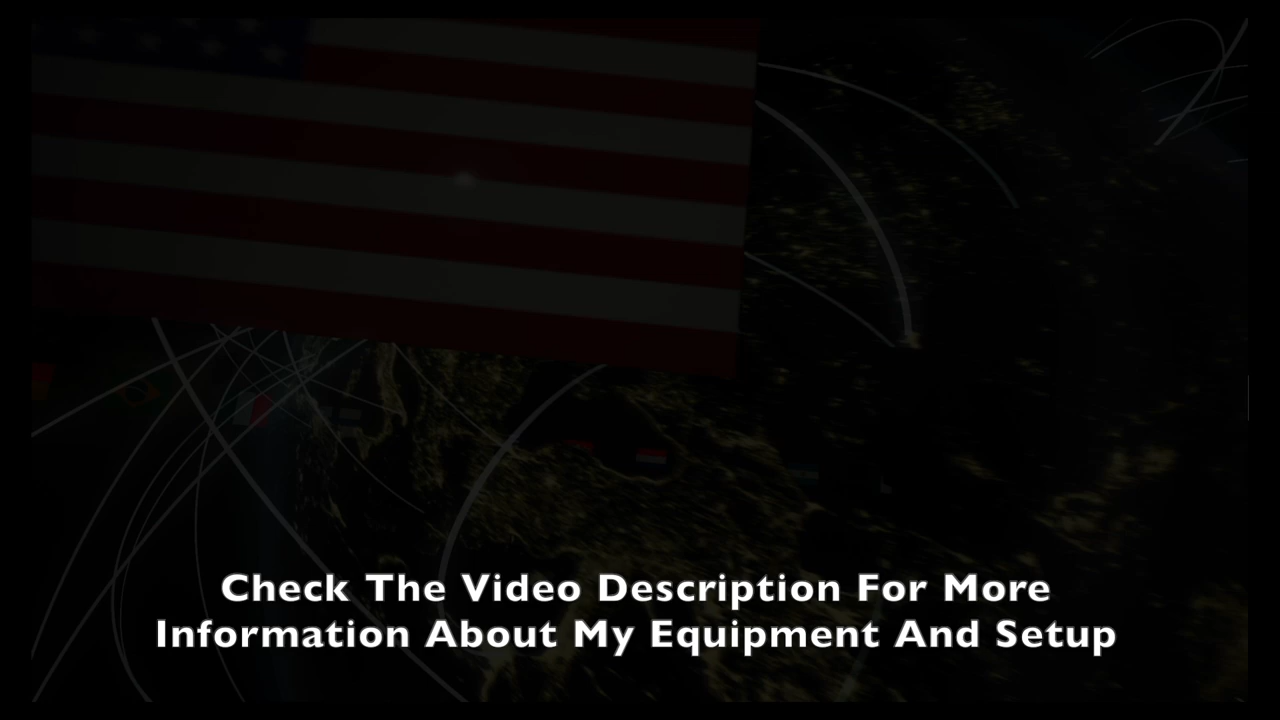 Check The Video Description For More
Information About My Equipment And Setup